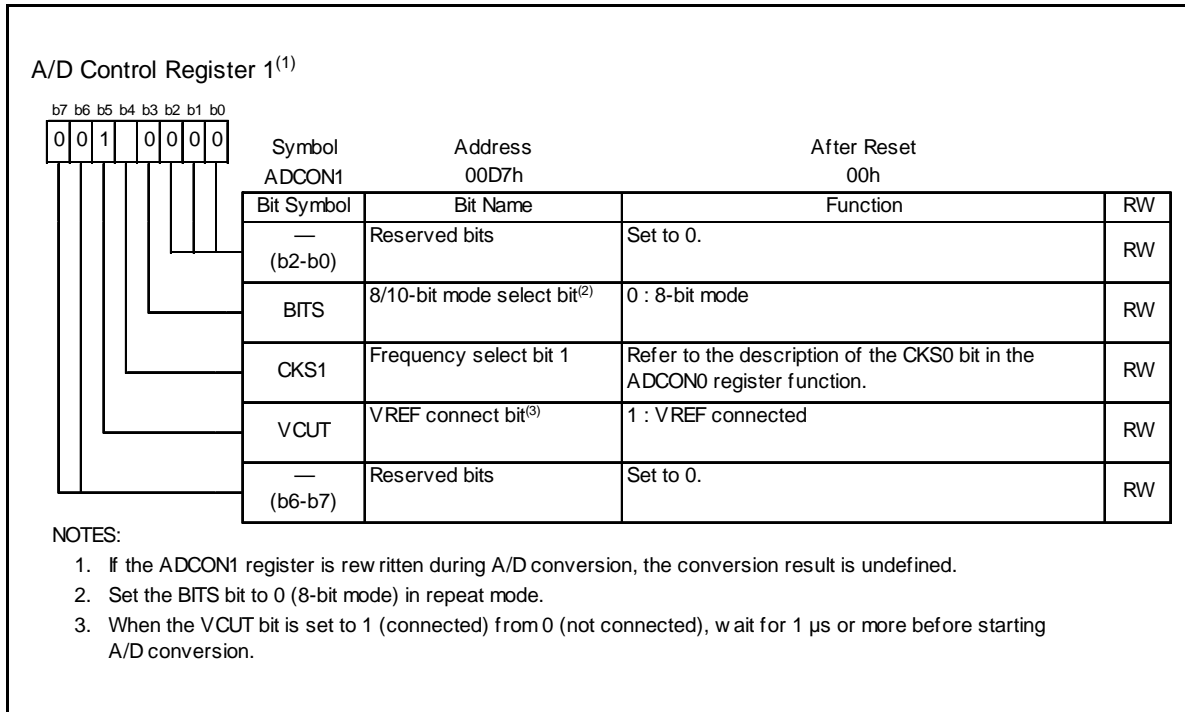 A/D Control Register 1(1)
b7 b6 b5 b4 b3 b2 b1 b0
0 0 1 0 0 0 0
Symbol Address After Reset
ADCON1 00D7h 00h
Bit Symbol Bit Name Function RW
— (b2-b0) Reserved bits Set to 0. RW
BITS 8/10-bit mode select bit(2) 0 : 8-bit mode RW
CKS1 Frequency select bit 1 Refer to the description of the CKS0 bit in the
ADCON0 register function. RW
VCUT VREF connect bit(3) 1 : VREF connected RW
— (b6-b7) Reserved bits Set to 0. RW
NOTES:
1. If the ADCON1 register is rewritten during A/D conversion, the conversion result is undefined.
2. Set the BITS bit to 0 (8-bit mode) in repeat mode.
3. When the VCUT bit is set to 1 (connected) from 0 (not connected), wait for 1 µs or more before starting
A/D conversion.